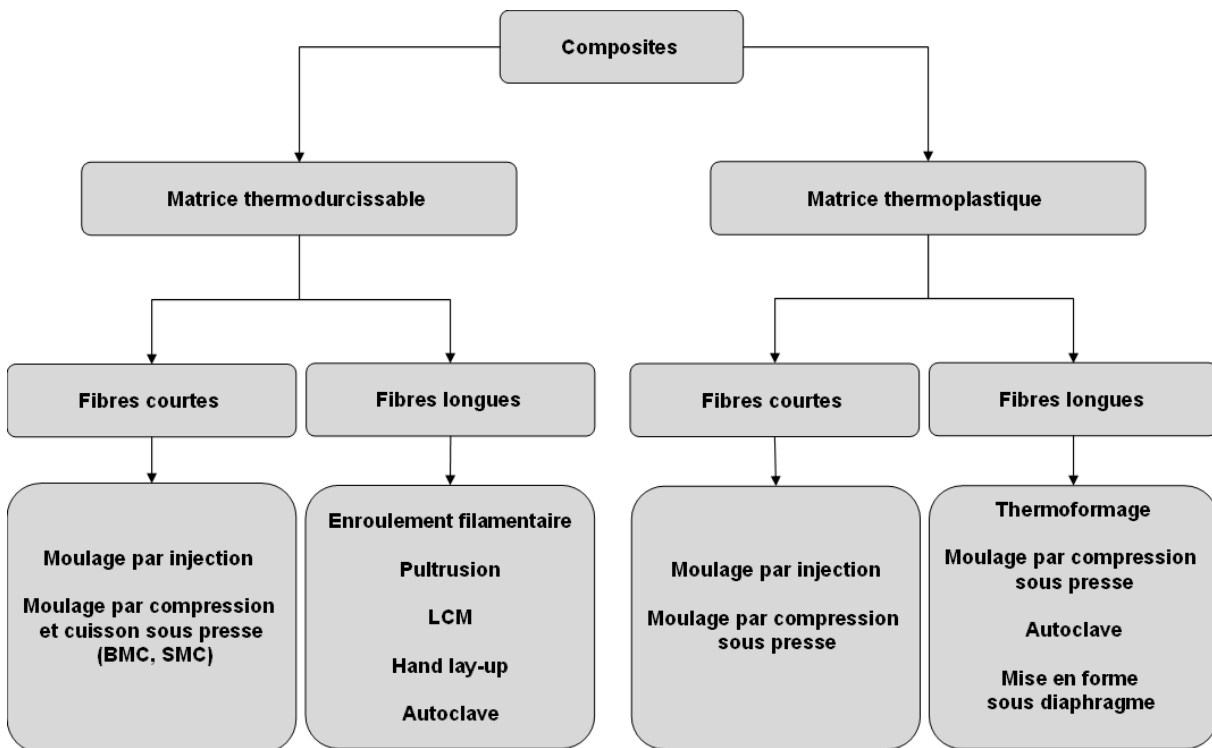 Composites
Matrice thermodurcissable
Matrice thermoplastique
Fibres courtes
Fibres longues
Fibres courtes
Fibres longues
Moulage par injection
Moulage par compression
et cuisson sous presse
(BMC, SMC)
Enroulement filamentaire
Pultrusion
LCM
Hand lay-up
Autoclave
Moulage par injection
Moulage par compression
sous presse
Thermoformage
Moulage par compression
sous presse
Autoclave
Mise en forme
sous diaphragme